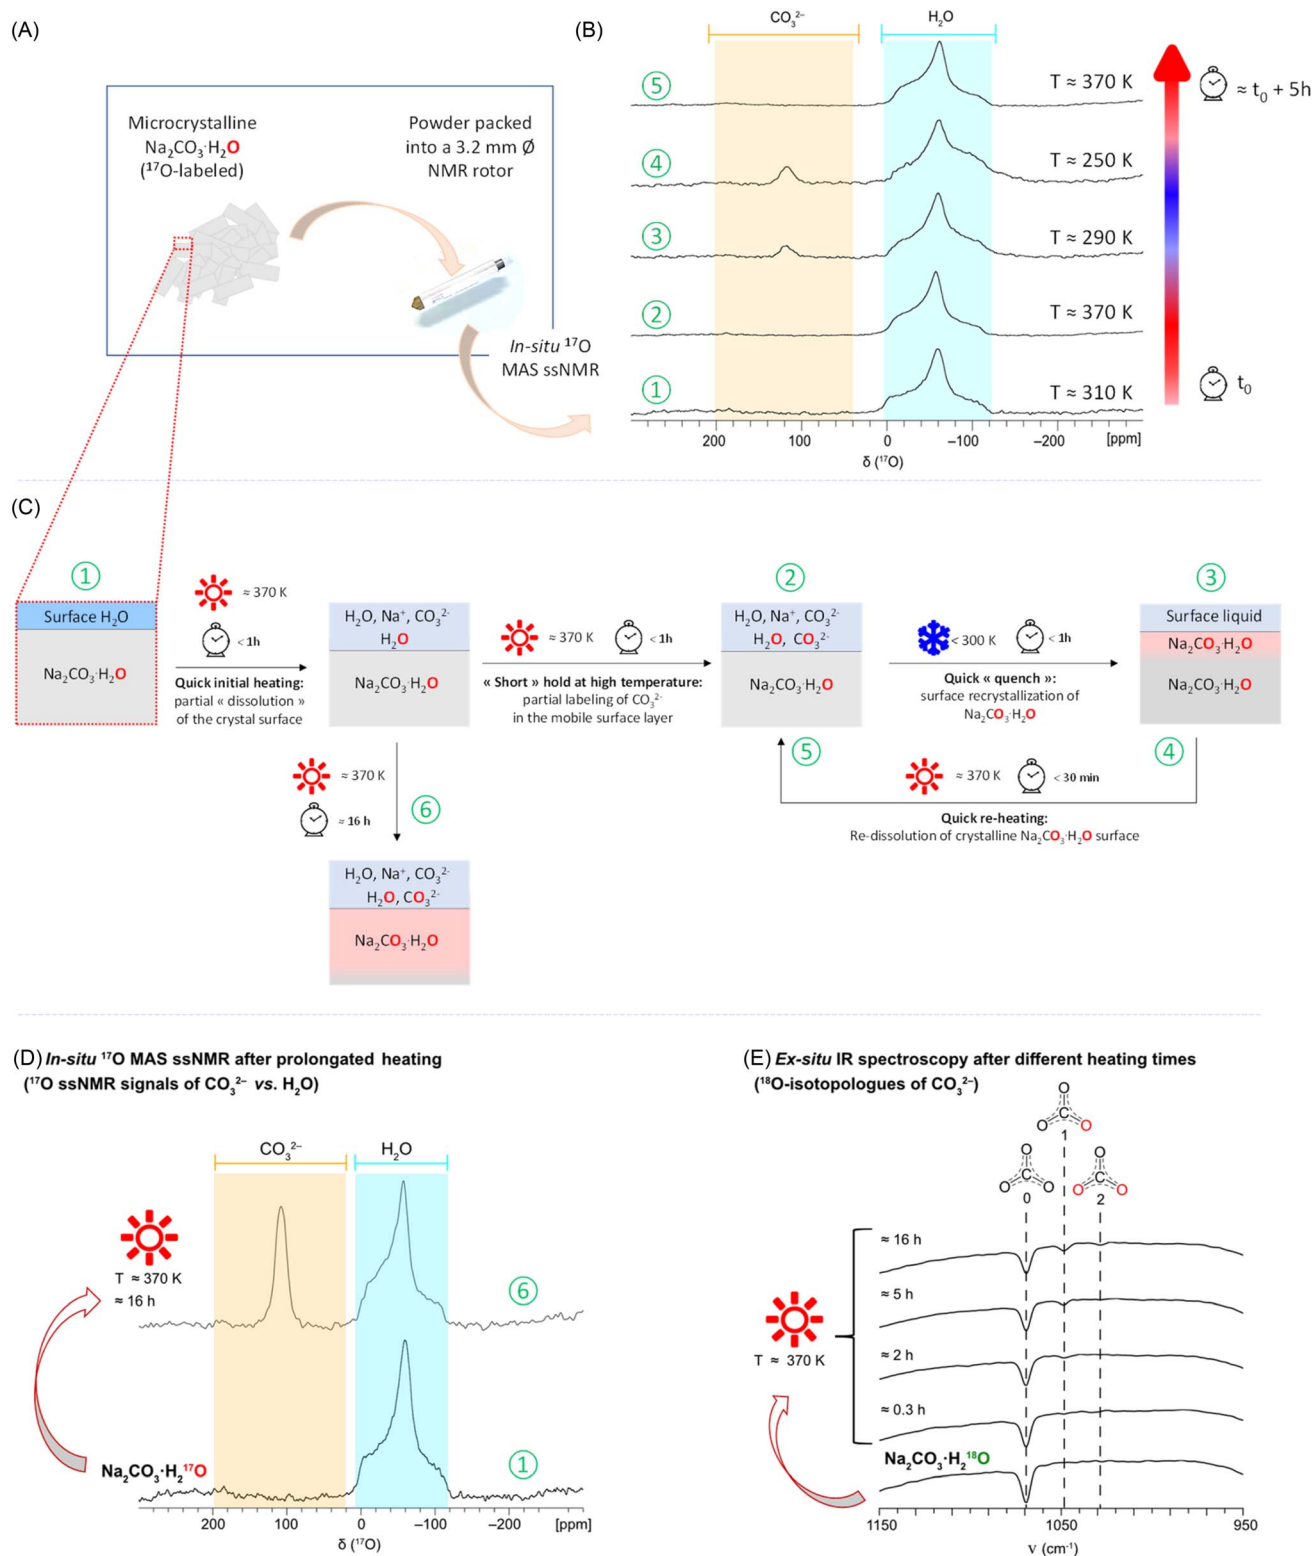 (A)
Microcrystalline
Na₂CO₃·H₂O
(¹⁷O-labeled)
Powder packed
into a 3.2 mm Ø
NMR rotor
In-situ ¹⁷O
MAS ssNMR
(B)
CO₃²⁻
H₂O
⑤
T ≈ 370 K
≈ t₀ + 5h
④
T ≈ 250 K
③
T ≈ 290 K
②
T ≈ 370 K
①
T ≈ 310 K
t₀
200 100 0 −100 −200 [ppm]
δ (¹⁷O)
(C)
①
Surface H₂O
Na₂CO₃·H₂O
≈ 370 K
< 1h
Quick initial heating:
partial « dissolution »
of the crystal surface
H₂O, Na⁺, CO₃²⁻
H₂O
Na₂CO₃·H₂O
≈ 370 K
< 1h
« Short » hold at high temperature:
partial labeling of CO₃²⁻
in the mobile surface layer
②
H₂O, Na⁺, CO₃²⁻
H₂O, CO₃²⁻
Na₂CO₃·H₂O
< 300 K
< 1h
Quick « quench »:
surface recrystallization of
Na₂CO₃·H₂O
③
Surface liquid
Na₂CO₃·H₂O
Na₂CO₃·H₂O
⑤
④
≈ 370 K
< 30 min
Quick re-heating:
Re-dissolution of crystalline Na₂CO₃·H₂O surface
≈ 370 K
≈ 16 h
⑥
H₂O, Na⁺, CO₃²⁻
H₂O, CO₃²⁻
Na₂CO₃·H₂O
(D) In-situ ¹⁷O MAS ssNMR after prolongated heating
(¹⁷O ssNMR signals of CO₃²⁻ vs. H₂O)
CO₃²⁻
H₂O
T ≈ 370 K
≈ 16 h
⑥
Na₂CO₃·H₂¹⁷O
①
200 100 0 −100 −200 [ppm]
δ (¹⁷O)
(E) Ex-situ IR spectroscopy after different heating times
(¹⁸O-isotopologues of CO₃²⁻)
O
C
O O
1
O
C
O O
0
O
C
O O
2
≈ 16 h
≈ 5 h
≈ 2 h
≈ 0.3 h
T ≈ 370 K
Na₂CO₃·H₂¹⁸O
1150 1050 950
ν (cm⁻¹)